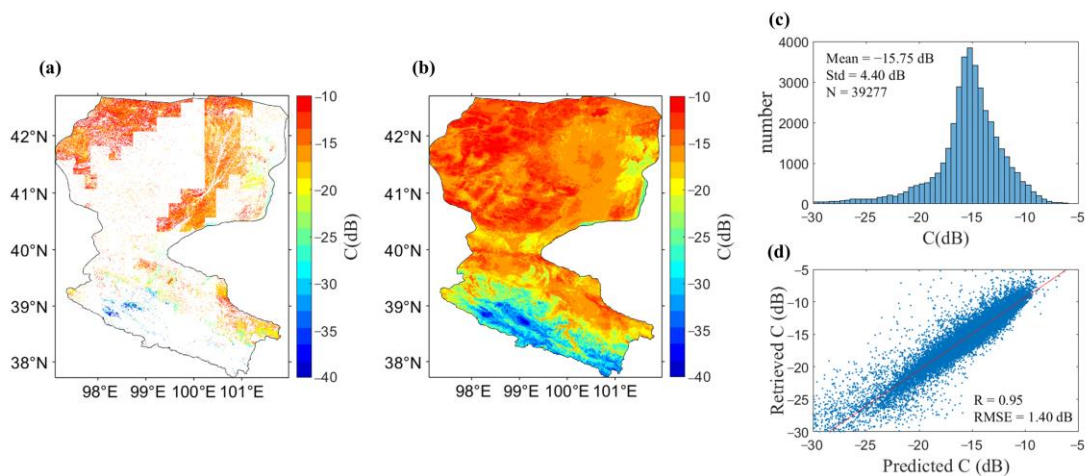 (a)
42°N
41°N
40°N
39°N
38°N
98°E 99°E 100°E 101°E
−10
−15
−20
−25
−30
−35
−40
C(dB)
(b)
42°N
41°N
40°N
39°N
38°N
98°E 99°E 100°E 101°E
−10
−15
−20
−25
−30
−35
−40
C(dB)
(c)
4000
3000
2000
1000
0
number
Mean = −15.75 dB
Std = 4.40 dB
N = 39277
−30 −25 −20 −15 −10 −5
C(dB)
(d)
−5
−10
−15
−20
−25
−30
Retrieved C (dB)
R = 0.95
RMSE = 1.40 dB
−30 −25 −20 −15 −10 −5
Predicted C (dB)